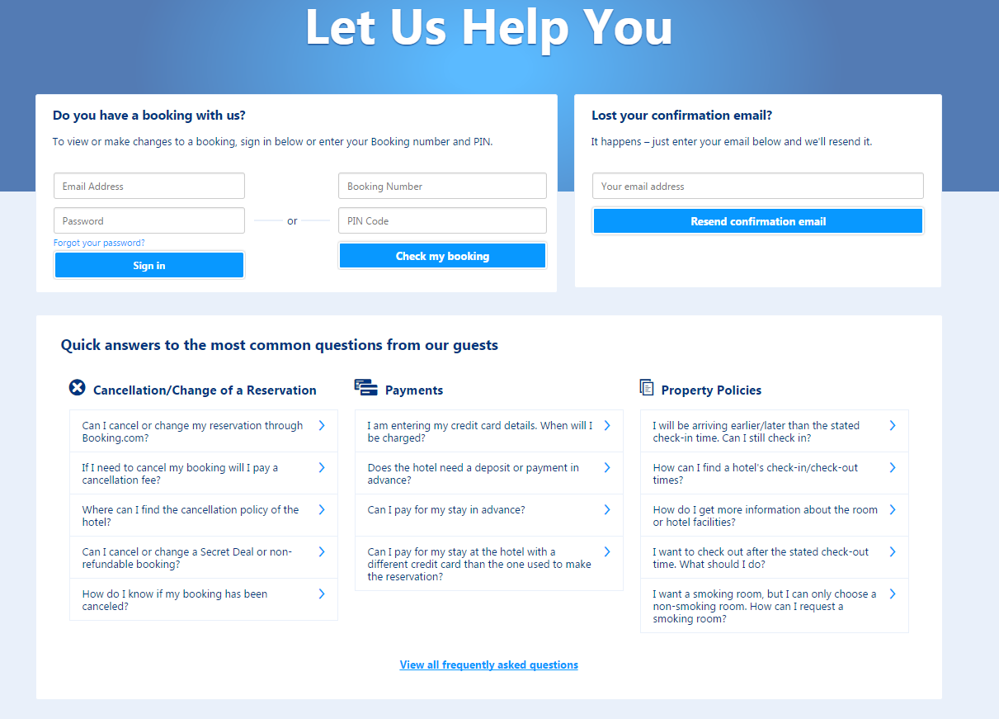 Let Us Help You
Do you have a booking with us?
To view or make changes to a booking, sign in below or enter your Booking number and PIN.
Email Address
Password
Forgot your password?
Sign in
or
Booking Number
PIN Code
Check my booking
Lost your confirmation email?
It happens – just enter your email below and we'll resend it.
Your email address
Resend confirmation email
Quick answers to the most common questions from our guests
Cancellation/Change of a Reservation
Can I cancel or change my reservation through
Booking.com?
If I need to cancel my booking will I pay a
cancellation fee?
Where can I find the cancellation policy of the
hotel?
Can I cancel or change a Secret Deal or non-
refundable booking?
How do I know if my booking has been
canceled?
Payments
I am entering my credit card details. When will I
be charged?
Does the hotel need a deposit or payment in
advance?
Can I pay for my stay in advance?
Can I pay for my stay at the hotel with a
different credit card than the one used to make
the reservation?
Property Policies
I will be arriving earlier/later than the stated
check-in time. Can I still check in?
How can I find a hotel's check-in/check-out
times?
How do I get more information about the room
or hotel facilities?
I want to check out after the stated check-out
time. What should I do?
I want a smoking room, but I can only choose a
non-smoking room. How can I request a
smoking room?
View all frequently asked questions